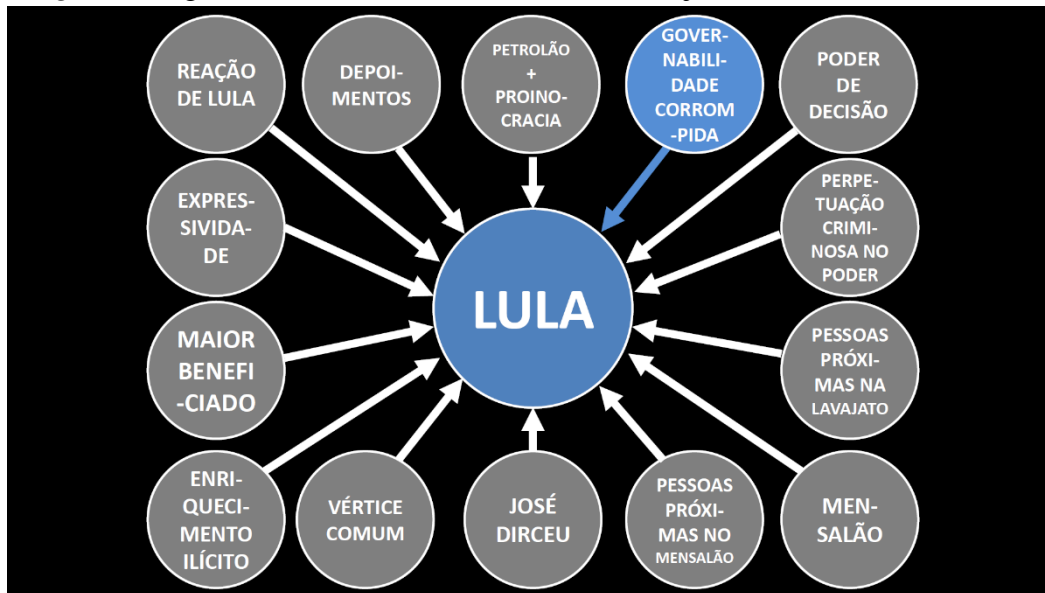 REAÇÃO
DE LULA
DEPOI-
MENTOS
PETROLÃO
+
PROINO-
CRACIA
GOVER-
NABILI-
DADE
CORROM
-PIDA
PODER
DE
DECISÃO
EXPRES-
SIVIDA-
DE
PERPE-
TUAÇÃO
CRIMI-
NOSA NO
PODER
LULA
MAIOR
BENEFI
-CIADO
PESSOAS
PRÓXI-
MAS NA
LAVAJATO
ENRI-
QUECI-
MENTO
ILÍCITO
VÉRTICE
COMUM
JOSÉ
DIRCEU
PESSOAS
PRÓXI-
MAS NO
MENSALÃO
MEN-
SALÃO